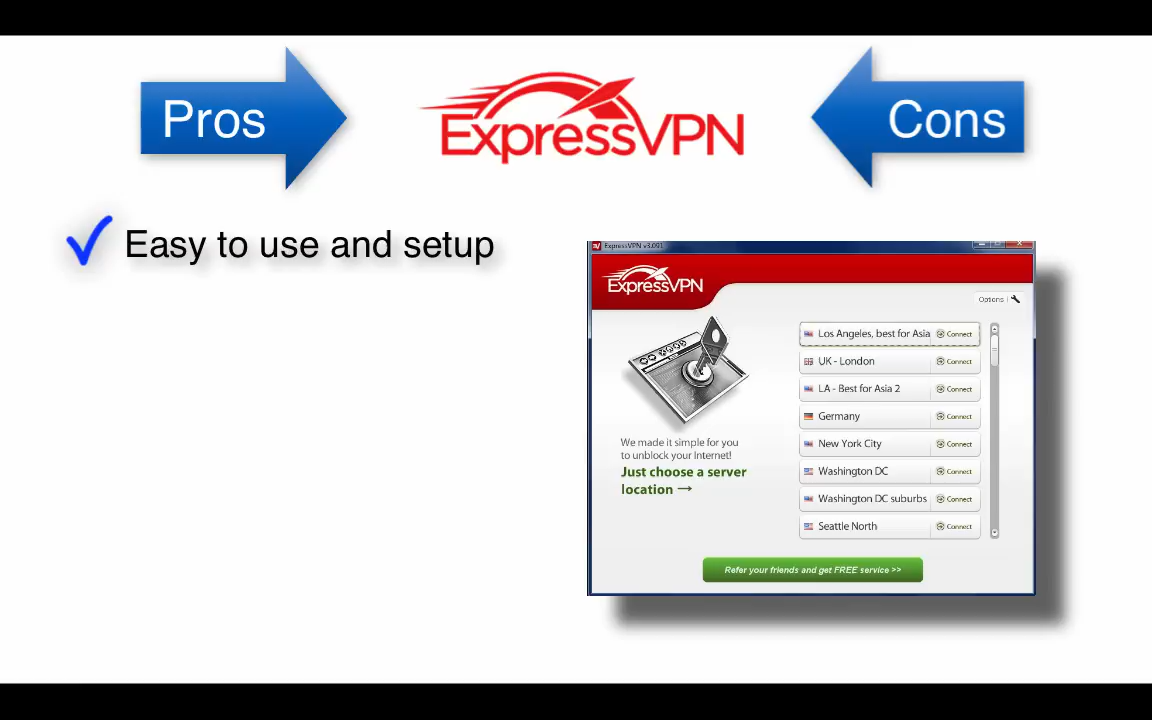 Pros
ExpressVPN
Cons
Easy to use and setup
ExpressVPN v3.091
ExpressVPN
Options
Los Angeles, best for Asia Connect
UK - London Connect
LA - Best for Asia 2 Connect
Germany Connect
New York City Connect
Washington DC Connect
Washington DC suburbs Connect
Seattle North Connect
We made it simple for you
to unblock your Internet!
Just choose a server
location →
Refer your friends and get FREE service >>